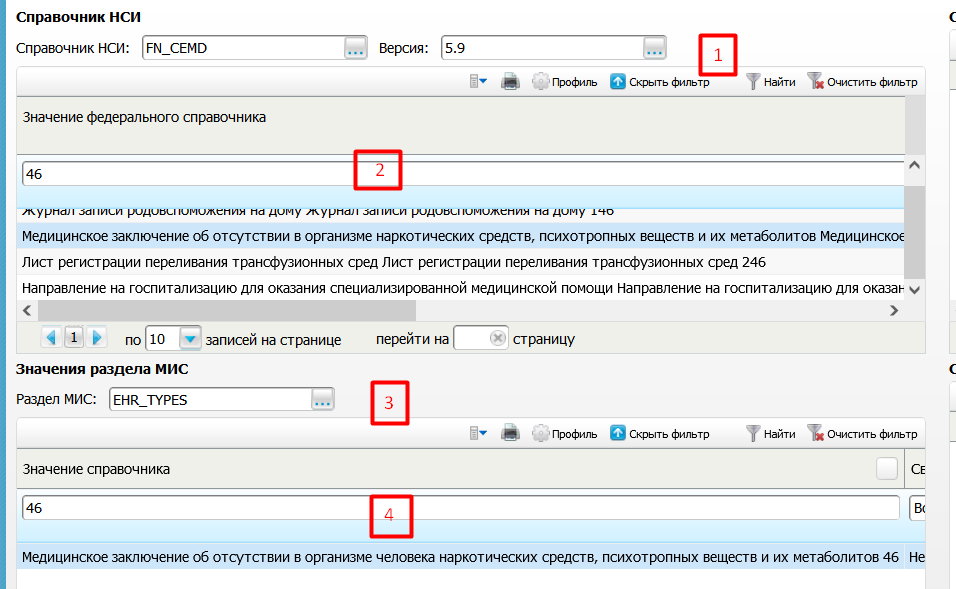 Справочник НСИ
Справочник НСИ: FN_CEMD ... Версия: 5.9 ...
1
Профиль Скрыть фильтр Найти Очистить фильтр
Значение федерального справочника
46
2
Журнал записи родовспоможения на дому Журнал записи родовспоможения на дому 146
Медицинское заключение об отсутствии в организме наркотических средств, психотропных веществ и их метаболитов Медицинское
Лист регистрации переливания трансфузионных сред Лист регистрации переливания трансфузионных сред 246
Направление на госпитализацию для оказания специализированной медицинской помощи Направление на госпитализацию для оказан
1 по 10 записей на странице перейти на страницу
Значения раздела МИС
Раздел МИС: EHR_TYPES ...
3
Профиль Скрыть фильтр Найти Очистить фильтр
Значение справочника Св
46 Вс
4
Медицинское заключение об отсутствии в организме человека наркотических средств, психотропных веществ и их метаболитов 46 Не